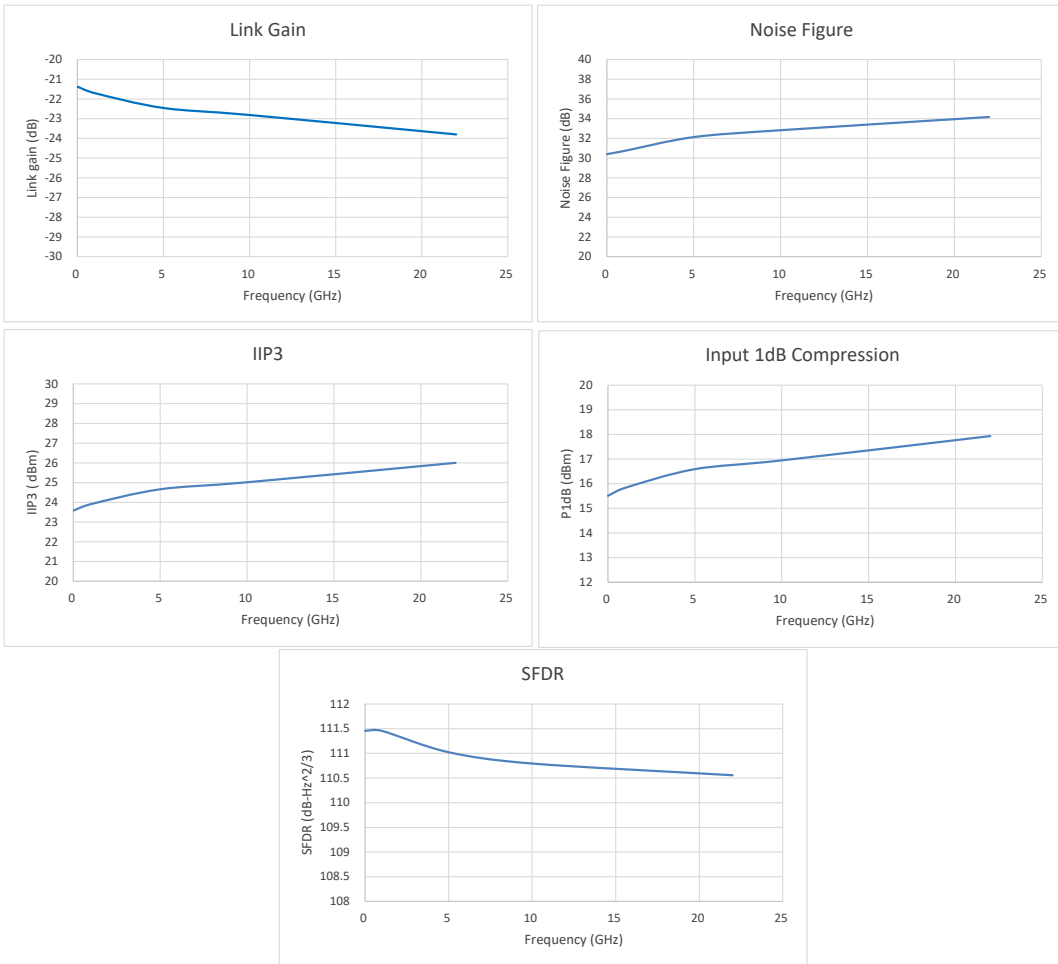 Link Gain
Link gain (dB)
-20
-21
-22
-23
-24
-25
-26
-27
-28
-29
-30
0 5 10 15 20 25
Frequency (GHz)
Noise Figure
Noise Figure (dB)
40
38
36
34
32
30
28
26
24
22
20
0 5 10 15 20 25
Frequency (GHz)
IIP3
IIP3 ( dBm)
30
29
28
27
26
25
24
23
22
21
20
0 5 10 15 20 25
Frequency (GHz)
Input 1dB Compression
P1dB (dBm)
20
19
18
17
16
15
14
13
12
0 5 10 15 20 25
Frequency (GHz)
SFDR
SFDR (dB-Hz^2/3)
112
111.5
111
110.5
110
109.5
109
108.5
108
0 5 10 15 20 25
Frequency (GHz)